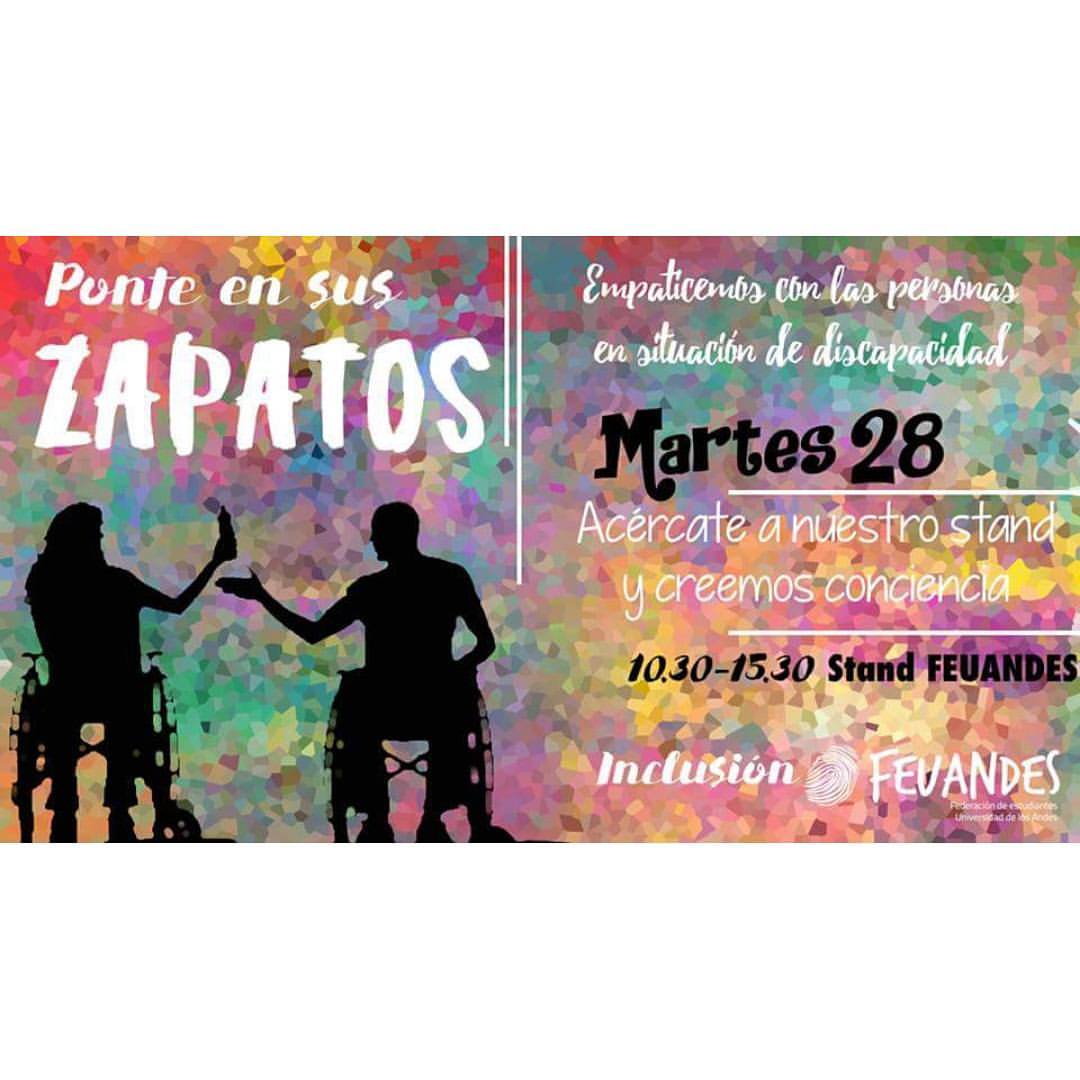 Ponte en sus
ZAPATOS
Empaticemos con las personas
en situación de discapacidad
Martes 28
Acércate a nuestro stand
y creemos conciencia
10.30-15.30 Stand FEUANDES
Inclusión FEUANDES
Federación de estudiantes
Universidad de los Andes